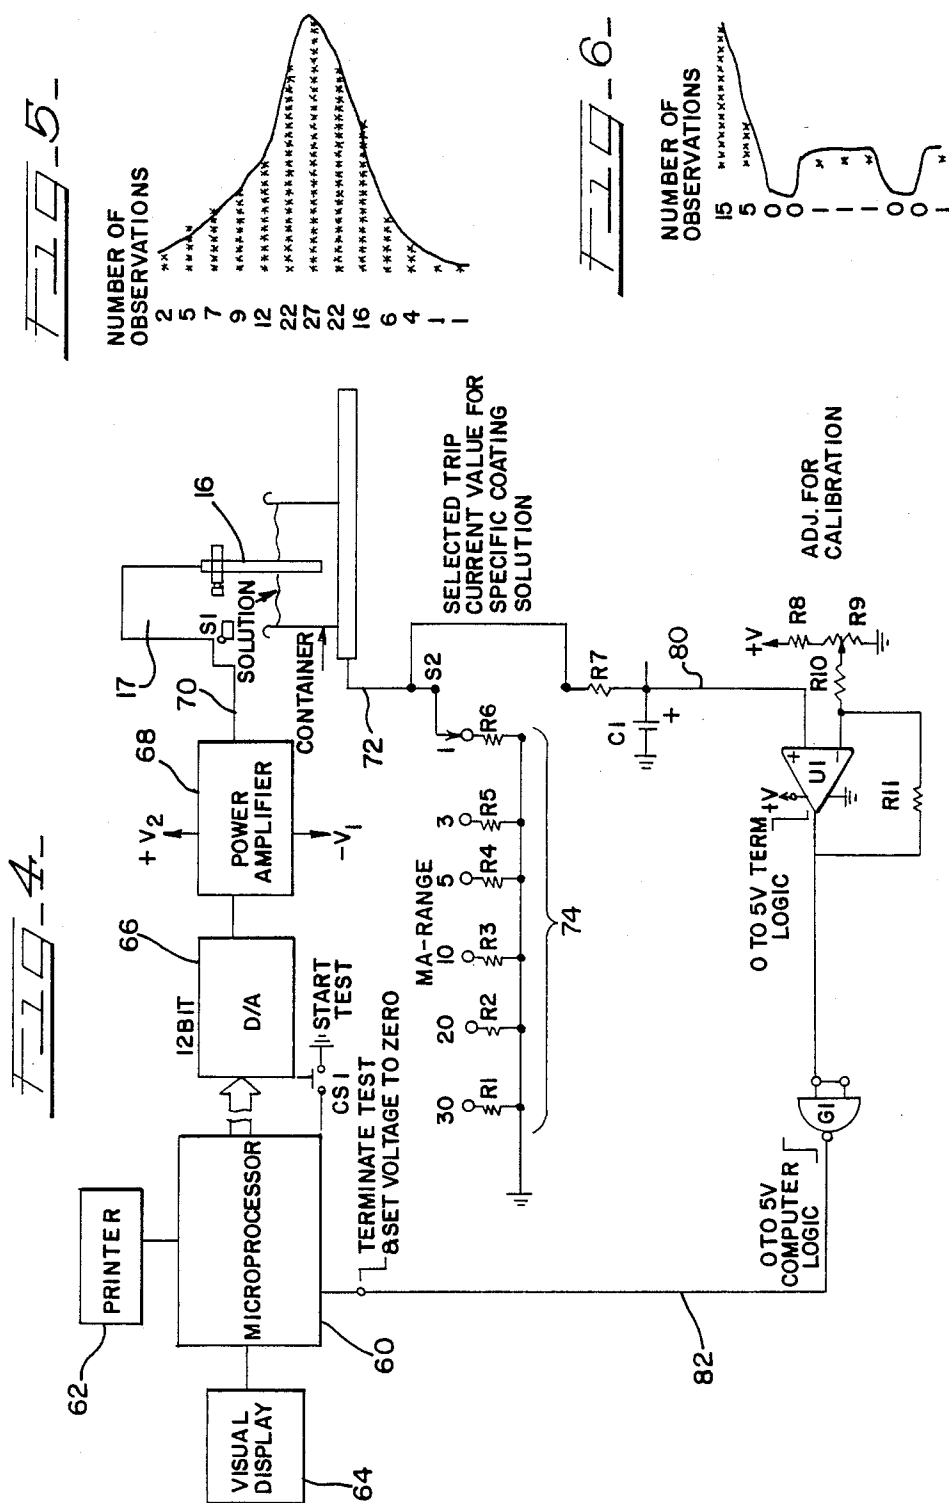 Fig-4-
PRINTER
62
VISUAL
DISPLAY
64
MICROPROCESSOR
60
12BIT
D/A
66
CS1
START
TEST
TERMINATE TEST
&SET VOLTAGE TO ZERO
POWER
AMPLIFIER
68
+V2
-V1
70
17
S1
SOLUTION
16
CONTAINER
72
S2
MA-RANGE
30
20
10
5
3
1
R1
R2
R3
R4
R5
R6
74
SELECTED TRIP
CURRENT VALUE FOR
SPECIFIC COATING
SOLUTION
R7
C1
+
80
ADJ. FOR
CALIBRATION
+V
R8
R9
R10
+
-
U1
+V
R11
0 TO 5V TERM
LOGIC
G1
0 TO 5V
COMPUTER
LOGIC
82
Fig-5-
NUMBER OF
OBSERVATIONS
2 **
5 *****
7 *******
9 *********
12 ************
22 **********************
27 ***************************
22 **********************
16 ****************
6 ******
4 ****
1 *
1 *
Fig-6-
NUMBER OF
OBSERVATIONS
15 ***************
5 *****
0
0
1 *
1 *
1 *
0
0
1 *